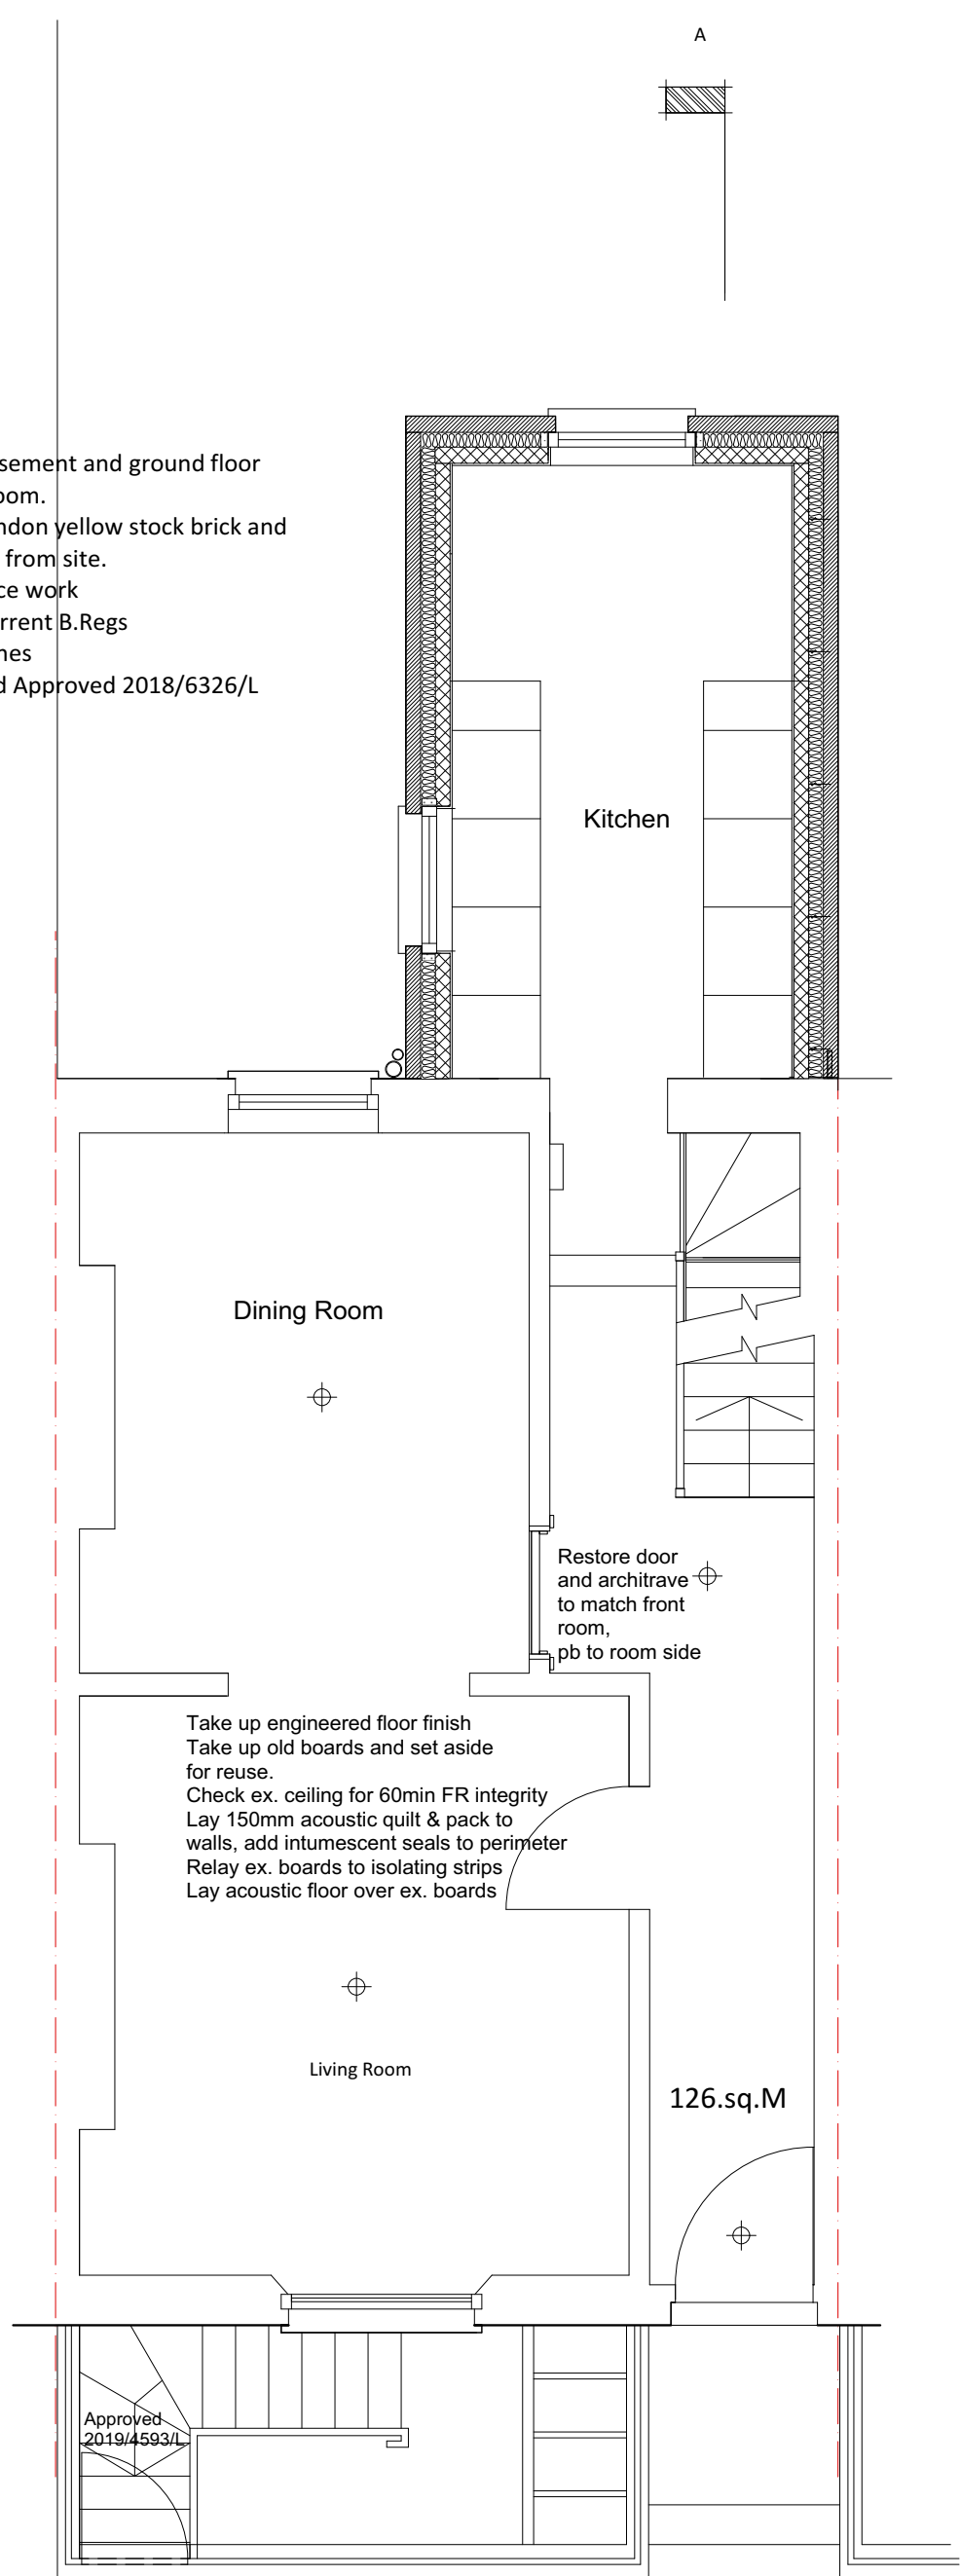 A
sement and ground floor
oom.
ndon yellow stock brick and
from site.
ce work
rrent B.Regs
nes
d Approved 2018/6326/L
Kitchen
Dining Room
Restore door
and architrave
to match front
room,
pb to room side
Take up engineered floor finish
Take up old boards and set aside
for reuse.
Check ex. ceiling for 60min FR integrity
Lay 150mm acoustic quilt & pack to
walls, add intumescent seals to perimeter
Relay ex. boards to isolating strips
Lay acoustic floor over ex. boards
Living Room
126.sq.M
Approved
2019/4593/L